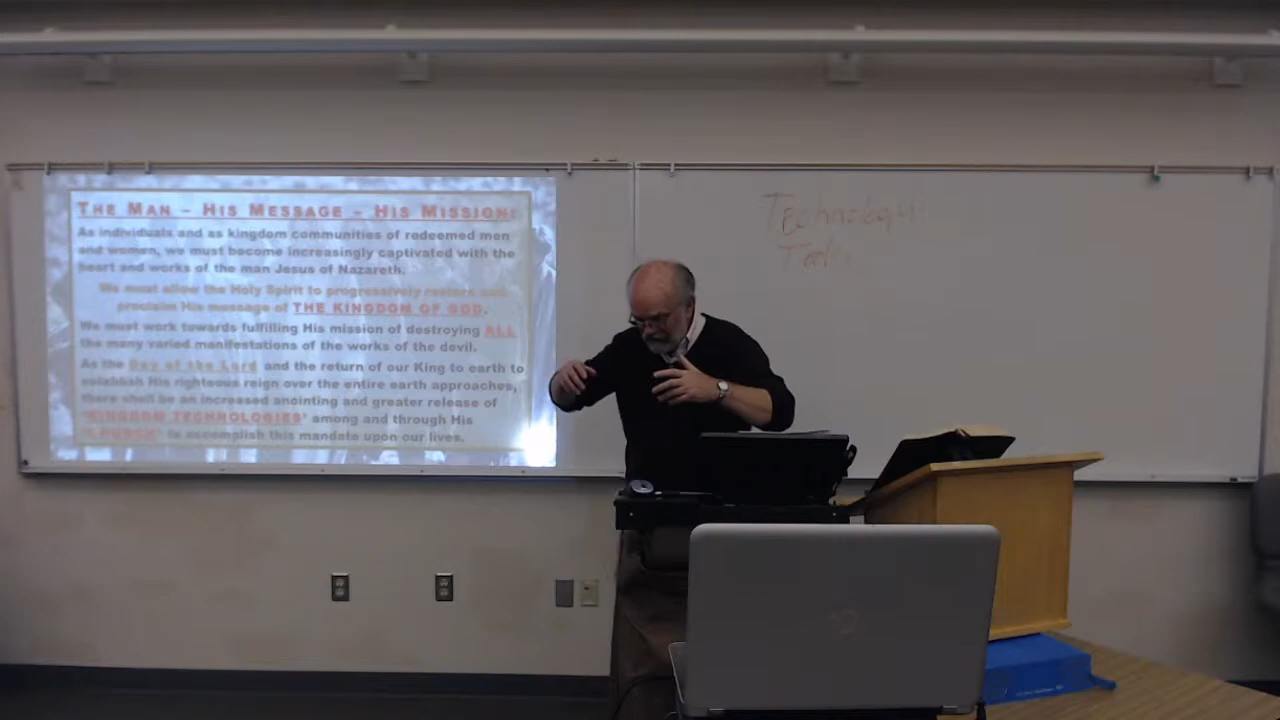 THE MAN – HIS MESSAGE – HIS MISSION:
As individuals and as kingdom communities of redeemed men
and women, we must become increasingly captivated with the
heart and works of the man Jesus of Nazareth.
We must allow the Holy Spirit to progressively restore and
proclaim His message of THE KINGDOM OF GOD.
We must work towards fulfilling His mission of destroying ALL
the many varied manifestations of the works of the devil.
As the Day of the Lord and the return of our King to earth to
establish His righteous reign over the entire earth approaches,
there shall be an increased anointing and greater release of
'KINGDOM TECHNOLOGIES' among and through His
'CHURCH' to accomplish this mandate upon our lives.
Technology:
Tools